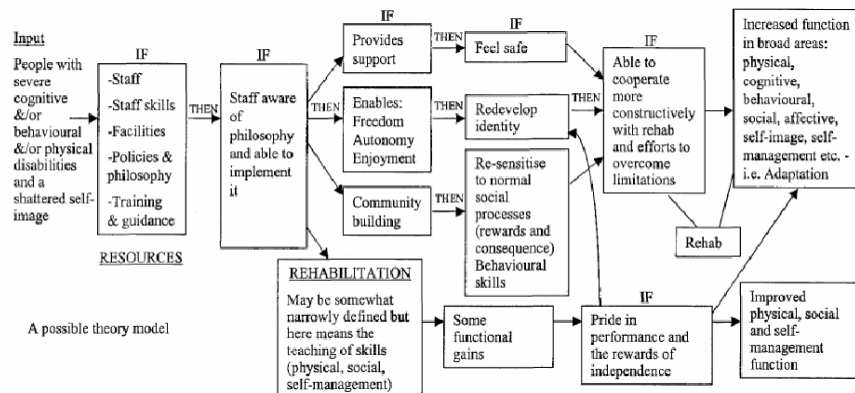 Input
People with
severe
cognitive
&/or
behavioural
&/or physical
disabilities
and a
shattered self-
image
IF
-Staff
-Staff skills
-Facilities
-Policies &
philosophy
-Training
& guidance
RESOURCES
THEN
IF
Staff aware
of
philosophy
and able to
implement
it
THEN
IF
Provides
support
Enables:
Freedom
Autonomy
Enjoyment
Community
building
THEN
THEN
THEN
IF
Feel safe
Redevelop
identity
Re-sensitise
to normal
social
processes
(rewards and
consequence)
Behavioural
skills
THEN
IF
Able to
cooperate
more
constructively
with rehab
and efforts to
overcome
limitations
Rehab
Increased function
in broad areas:
physical,
cognitive,
behavioural,
social, affective,
self-image, self-
management etc. -
i.e. Adaptation
REHABILITATION
May be somewhat
narrowly defined but
here means the
teaching of skills
(physical, social,
self-management)
Some
functional
gains
IF
Pride in
performance and
the rewards of
independence
Improved
physical, social
and self-
management
function
A possible theory model